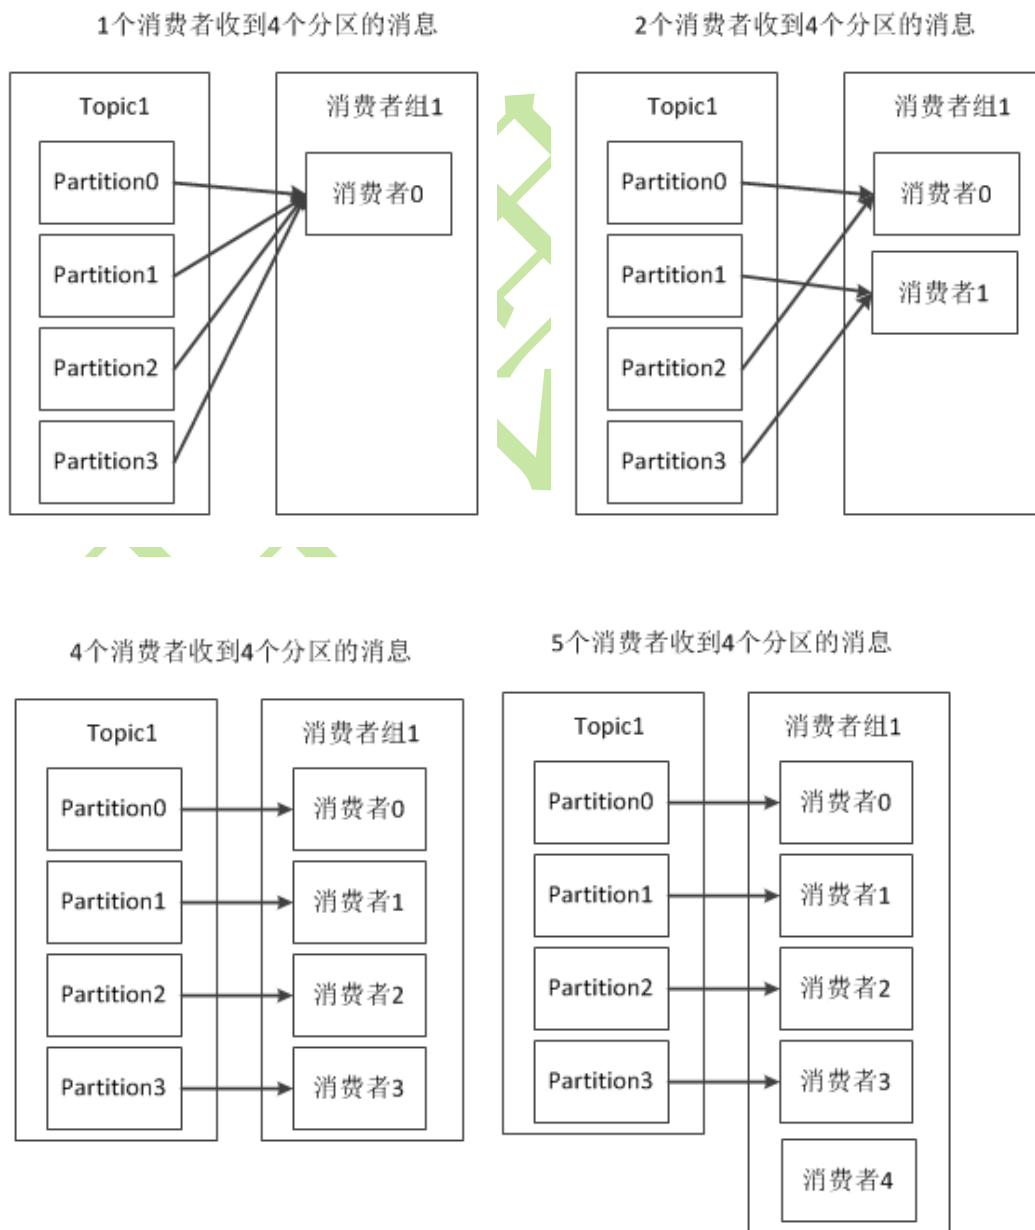 1个消费者收到4个分区的消息
Topic1
Partition0
Partition1
Partition2
Partition3
消费者组1
消费者0
2个消费者收到4个分区的消息
Topic1
Partition0
Partition1
Partition2
Partition3
消费者组1
消费者0
消费者1
4个消费者收到4个分区的消息
Topic1
Partition0
Partition1
Partition2
Partition3
消费者组1
消费者0
消费者1
消费者2
消费者3
5个消费者收到4个分区的消息
Topic1
Partition0
Partition1
Partition2
Partition3
消费者组1
消费者0
消费者1
消费者2
消费者3
消费者4